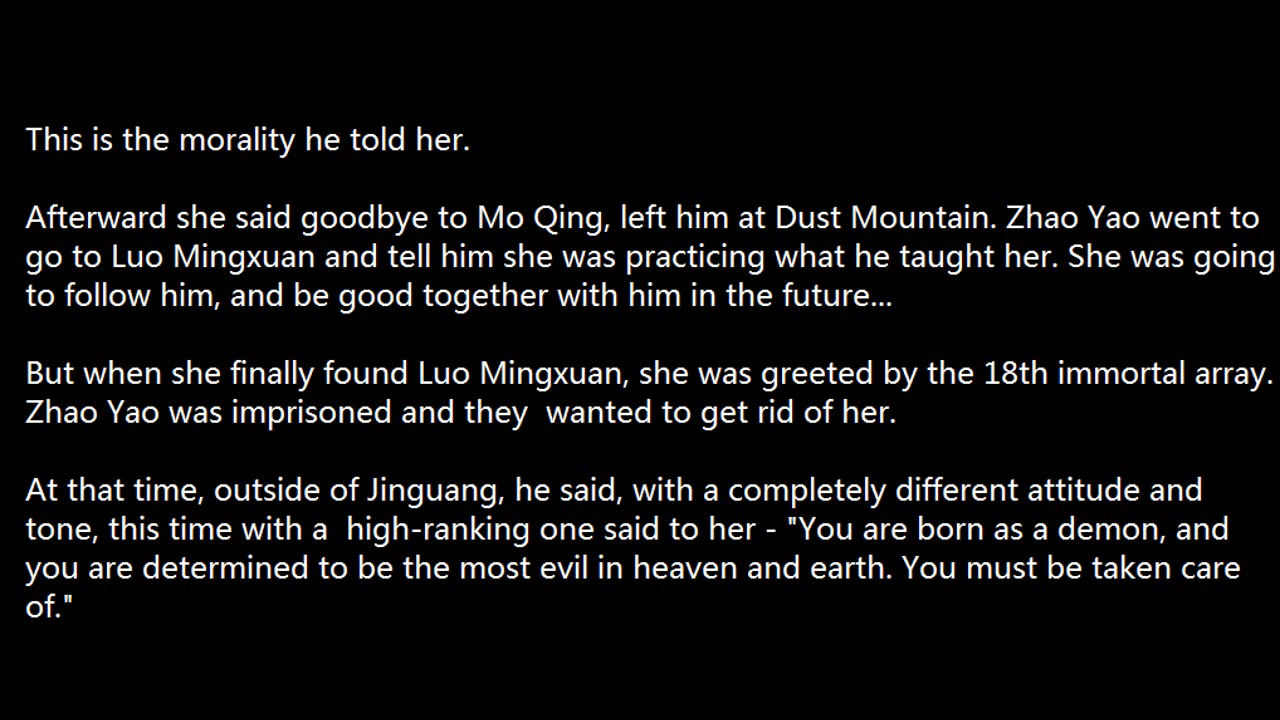 This is the morality he told her.
Afterward she said goodbye to Mo Qing, left him at Dust Mountain. Zhao Yao went to
go to Luo Mingxuan and tell him she was practicing what he taught her. She was going
to follow him, and be good together with him in the future...
But when she finally found Luo Mingxuan, she was greeted by the 18th immortal array.
Zhao Yao was imprisoned and they  wanted to get rid of her.
At that time, outside of Jinguang, he said, with a completely different attitude and
tone, this time with a  high-ranking one said to her - "You are born as a demon, and
you are determined to be the most evil in heaven and earth. You must be taken care
of."